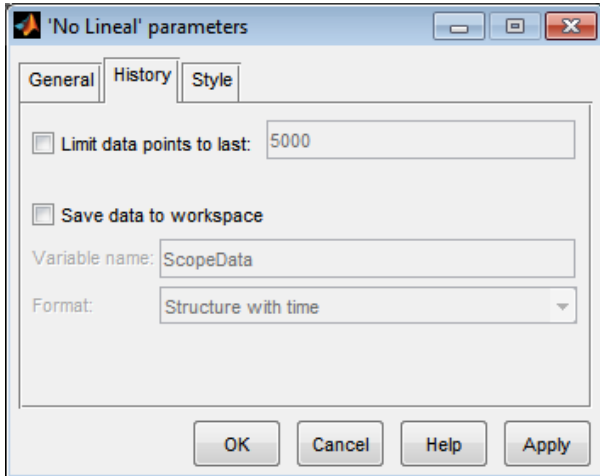 'No Lineal' parameters
General History Style
Limit data points to last: 5000
Save data to workspace
Variable name: ScopeData
Format: Structure with time
OK Cancel Help Apply